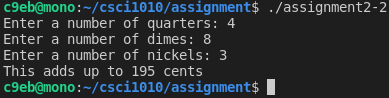 c9eb@mono:~/csci1010/assignment$ ./assignment2-2
Enter a number of quarters: 4
Enter a number of dimes: 8
Enter a number of nickels: 3
This adds up to 195 cents
c9eb@mono:~/csci1010/assignment$